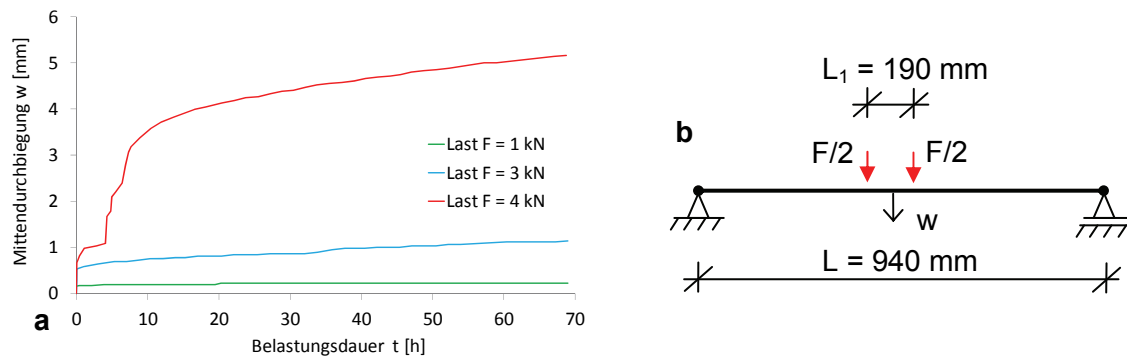 Mittendurchbiegung w [mm]
6
5
4
3
2
1
0
Last F = 1 kN
Last F = 3 kN
Last F = 4 kN
0 10 20 30 40 50 60 70
Belastungsdauer t [h]
a
L₁ = 190 mm
b
F/2 F/2
w
L = 940 mm